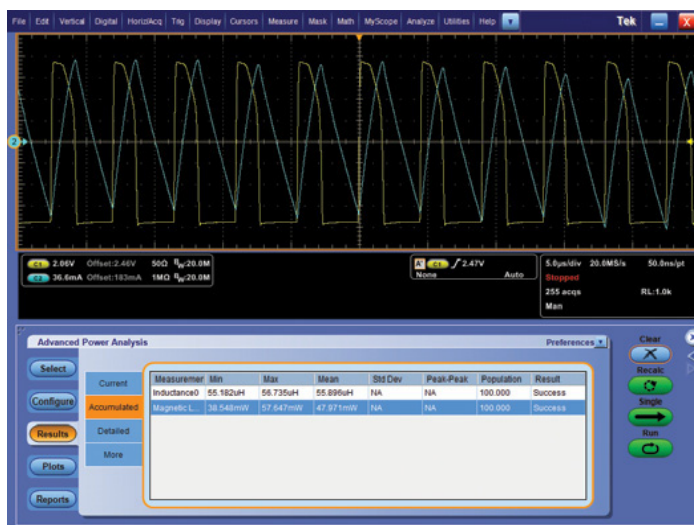 File Edit Vertical Digital Horiz/Acq Trig Display Cursors Measure Mask Math MyScope Analyze Utilities Help Tek X
2
C1 2.06V Offset:2.46V 50Ω BW:20.0M
C2 36.6mA Offset:183mA 1MΩ BW:20.0M
A' C1 2.47V
None Auto
5.0μs/div 20.0MS/s 50.0ns/pt
Stopped
255 acqs RL:1.0k
Man
Advanced Power Analysis Preferences
Clear
X
Recalc
Single
Run
Select
Configure
Results
Plots
Reports
Current
Accumulated
Detailed
More
Measuremer Min Max Mean Std Dev Peak-Peak Population Result
Inductance0 55.182uH 56.735uH 55.896uH NA NA 100.000 Success
Magnetic L... 38.548mW 57.647mW 47.971mW NA NA 100.000 Success